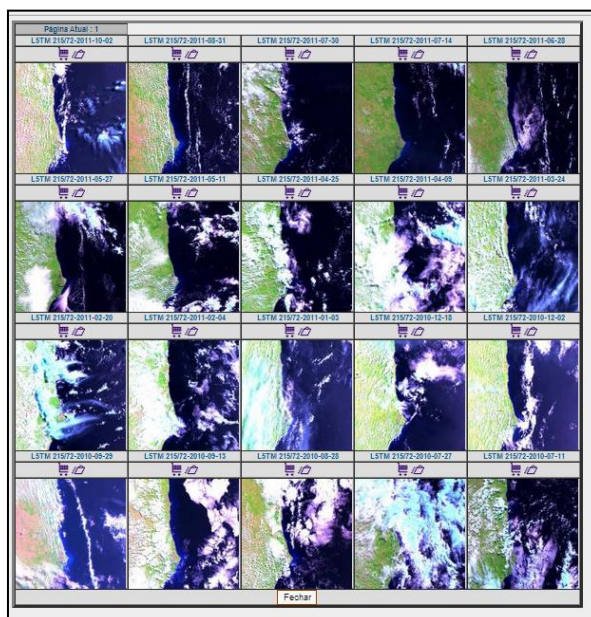 Página Atual : 1
L5TM 215/72-2011-10-02 L5TM 215/72-2011-08-31 L5TM 215/72-2011-07-30 L5TM 215/72-2011-07-14 L5TM 215/72-2011-06-28
L5TM 215/72-2011-05-27 L5TM 215/72-2011-05-11 L5TM 215/72-2011-04-25 L5TM 215/72-2011-04-09 L5TM 215/72-2011-03-24
L5TM 215/72-2011-02-20 L5TM 215/72-2011-02-04 L5TM 215/72-2011-01-03 L5TM 215/72-2010-12-18 L5TM 215/72-2010-12-02
L5TM 215/72-2010-09-29 L5TM 215/72-2010-09-13 L5TM 215/72-2010-08-28 L5TM 215/72-2010-07-27 L5TM 215/72-2010-07-11
Fechar